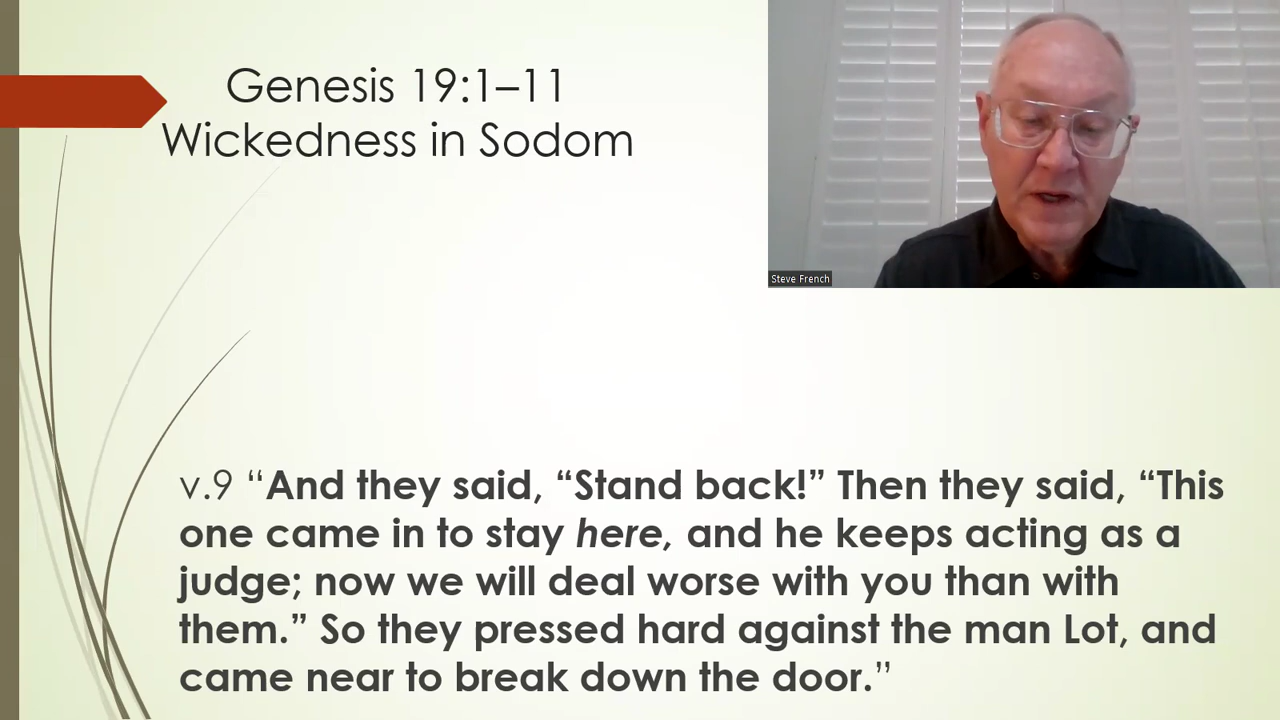 Genesis 19:1–11
Wickedness in Sodom
Steve French
v.9 “And they said, “Stand back!” Then they said, “This
one came in to stay here, and he keeps acting as a
judge; now we will deal worse with you than with
them.” So they pressed hard against the man Lot, and
came near to break down the door.”